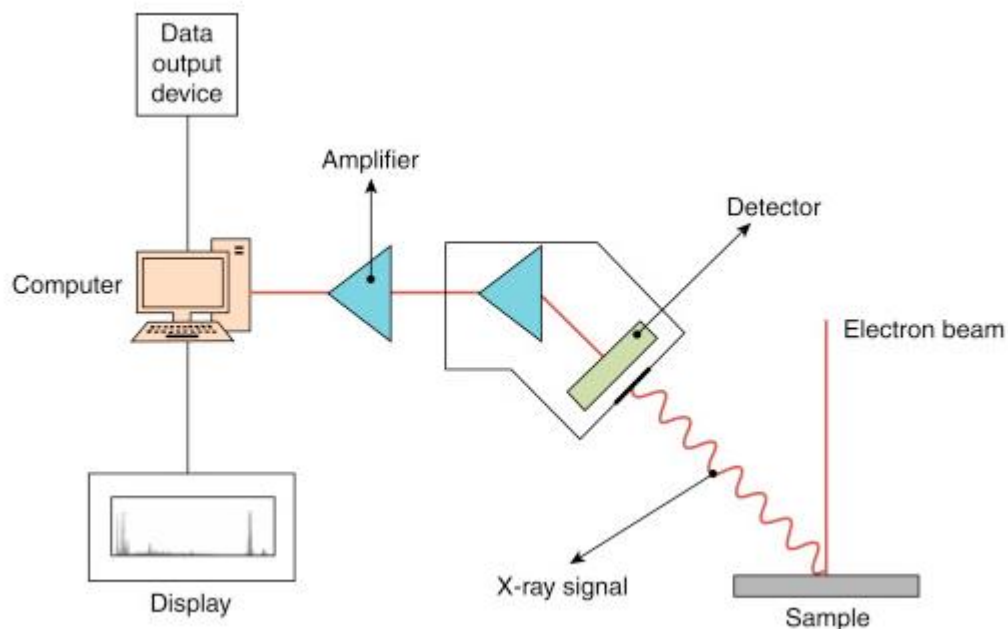 Data
output
device
Amplifier
Detector
Computer
Electron beam
X-ray signal
Display
Sample